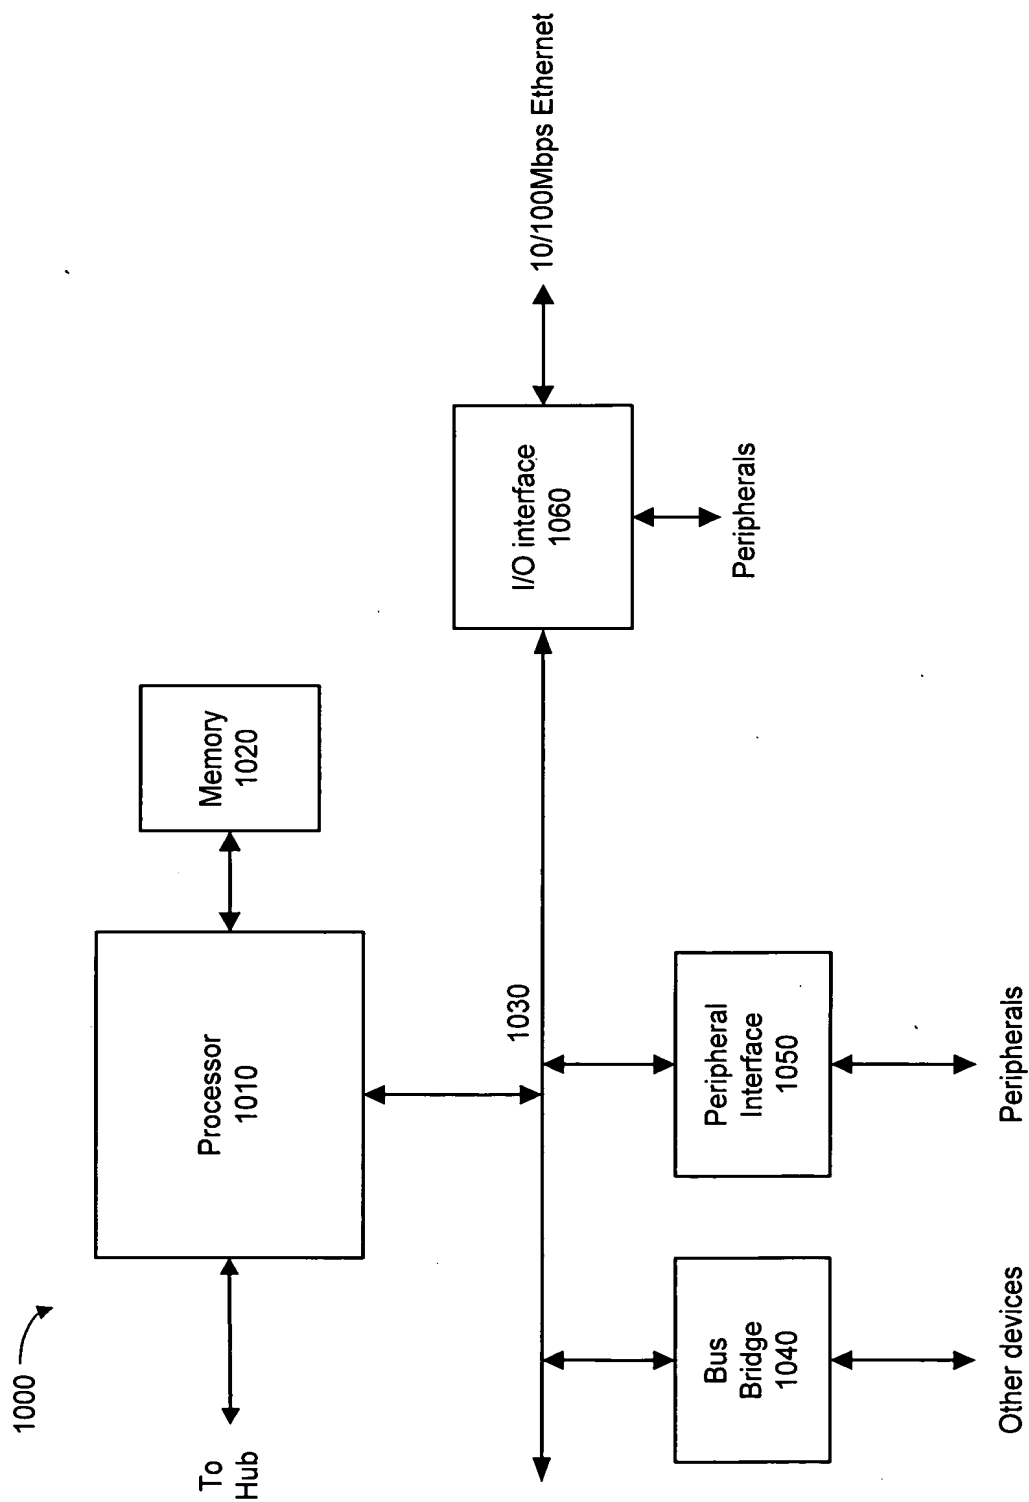 1000
To
Hub
Processor
1010
Memory
1020
1030
I/O interface
1060
10/100Mbps Ethernet
Peripherals
Bus
Bridge
1040
Peripheral
Interface
1050
Other devices
Peripherals